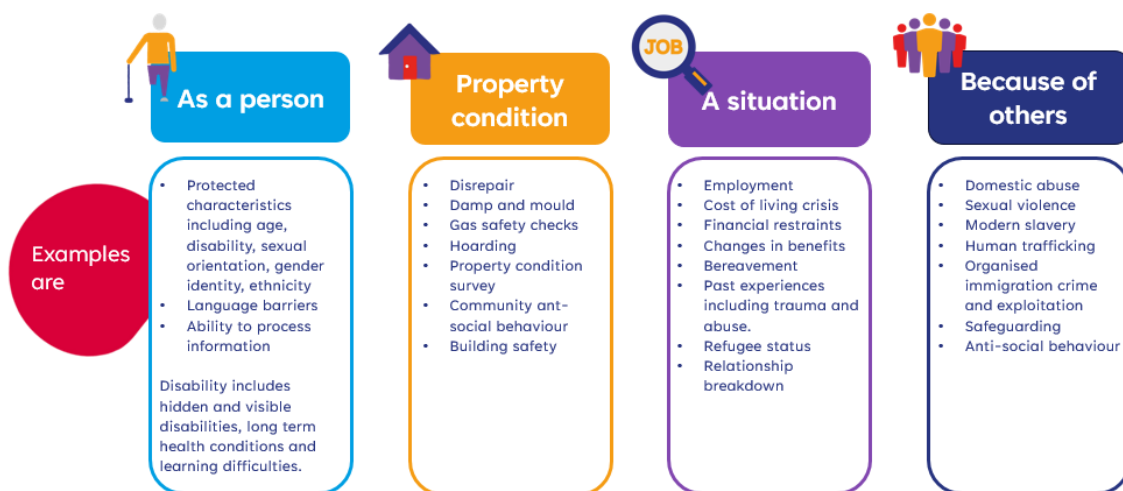 JOB
As a person
Property
condition
A situation
Because of
others
Examples
are
• Protected
characteristics
including age,
disability, sexual
orientation, gender
identity, ethnicity
• Language barriers
• Ability to process
information
Disability includes
hidden and visible
disabilities, long term
health conditions and
learning difficulties.
• Disrepair
• Damp and mould
• Gas safety checks
• Hoarding
• Property condition
survey
• Community ant-
social behaviour
• Building safety
• Employment
• Cost of living crisis
• Financial restraints
• Changes in benefits
• Bereavement
• Past experiences
including trauma and
abuse.
• Refugee status
• Relationship
breakdown
• Domestic abuse
• Sexual violence
• Modern slavery
• Human trafficking
• Organised
immigration crime
and exploitation
• Safeguarding
• Anti-social behaviour